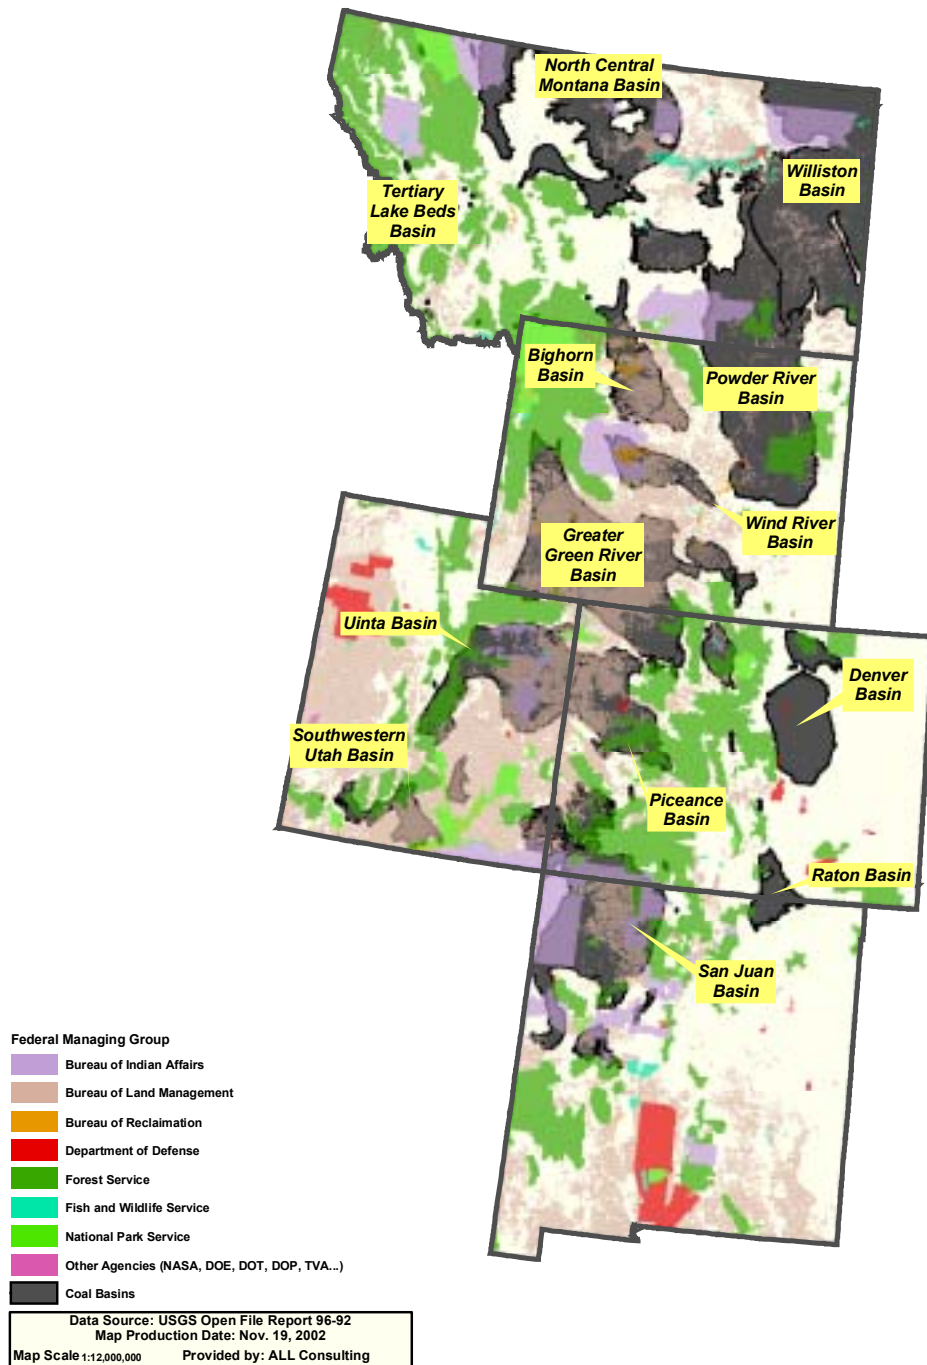 North Central
Montana Basin
Williston
Basin
Tertiary
Lake Beds
Basin
Bighorn
Basin
Powder River
Basin
Wind River
Basin
Greater
Green River
Basin
Uinta Basin
Denver
Basin
Southwestern
Utah Basin
Piceance
Basin
Raton Basin
San Juan
Basin
Federal Managing Group
Bureau of Indian Affairs
Bureau of Land Management
Bureau of Reclamation
Department of Defense
Forest Service
Fish and Wildlife Service
National Park Service
Other Agencies (NASA, DOE, DOT, DOP, TVA...)
Coal Basins
Data Source: USGS Open File Report 96-92
Map Production Date: Nov. 19, 2002
Map Scale 1:12,000,000 Provided by: ALL Consulting